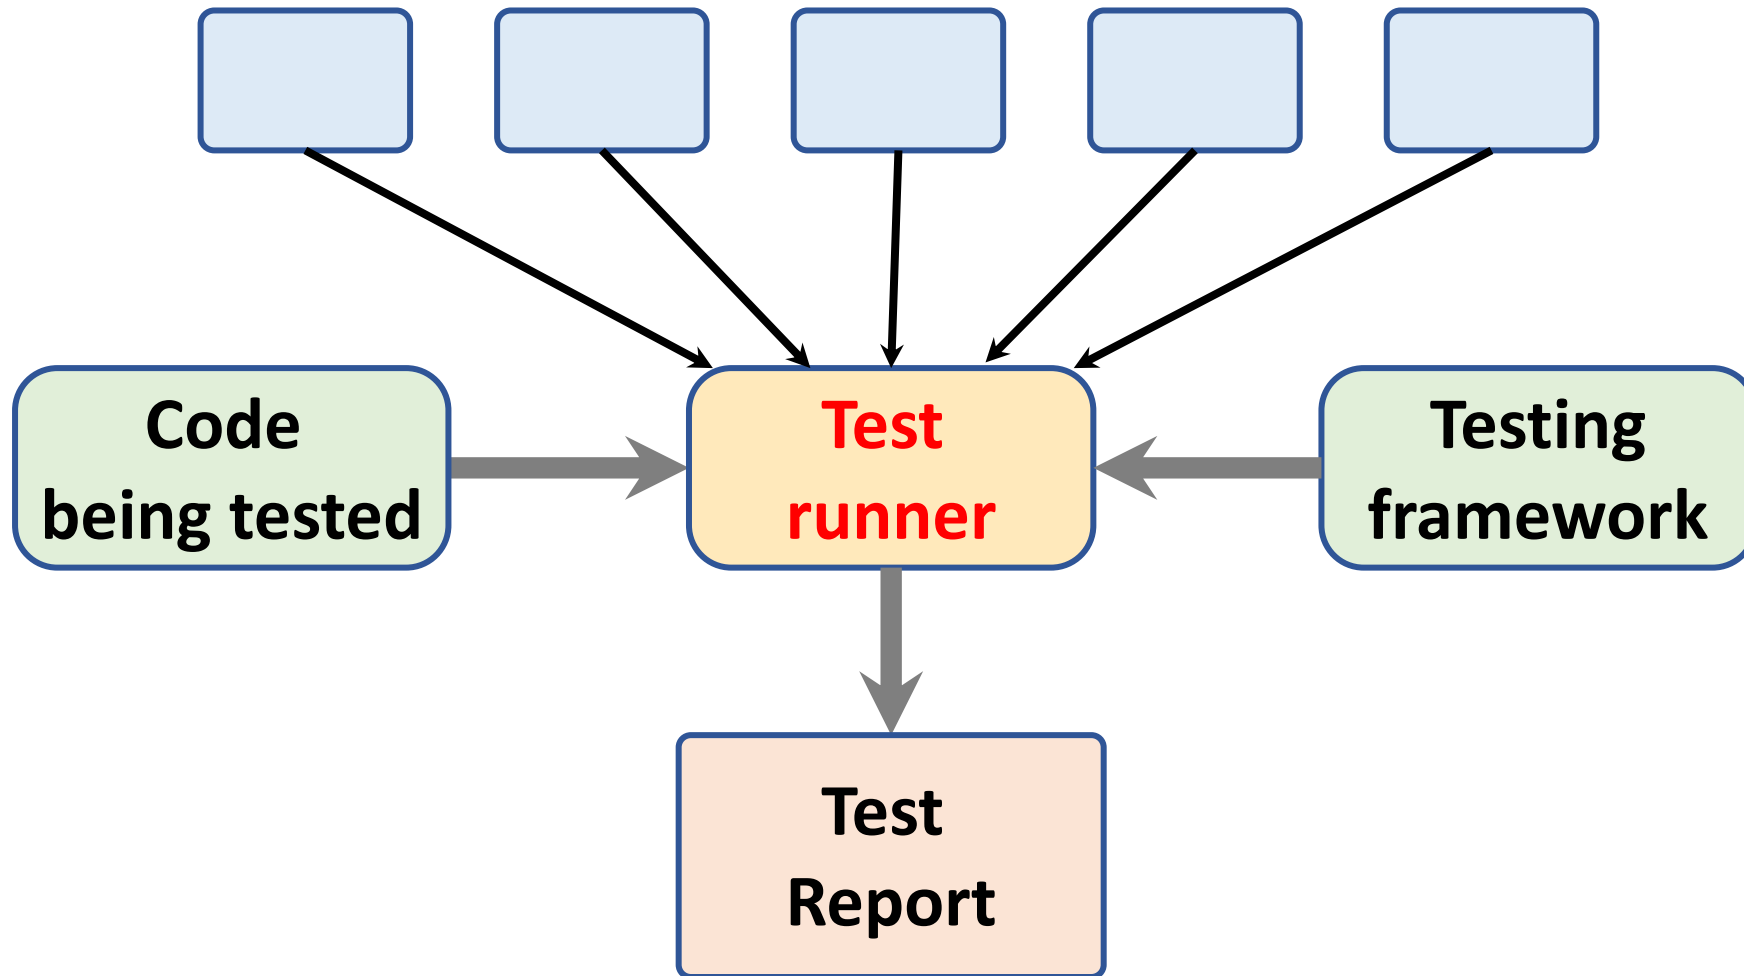 Code
being tested
Test
runner
Testing
framework
Test
Report